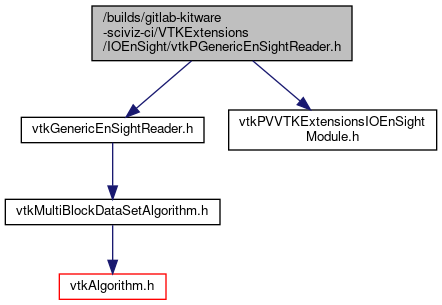 /builds/gitlab-kitware
-sciviz-ci/VTKExtensions
/IOEnSight/vtkPGenericEnSightReader.h
vtkGenericEnSightReader.h
vtkPVVTKExtensionsIOEnSight
Module.h
vtkMultiBlockDataSetAlgorithm.h
vtkAlgorithm.h